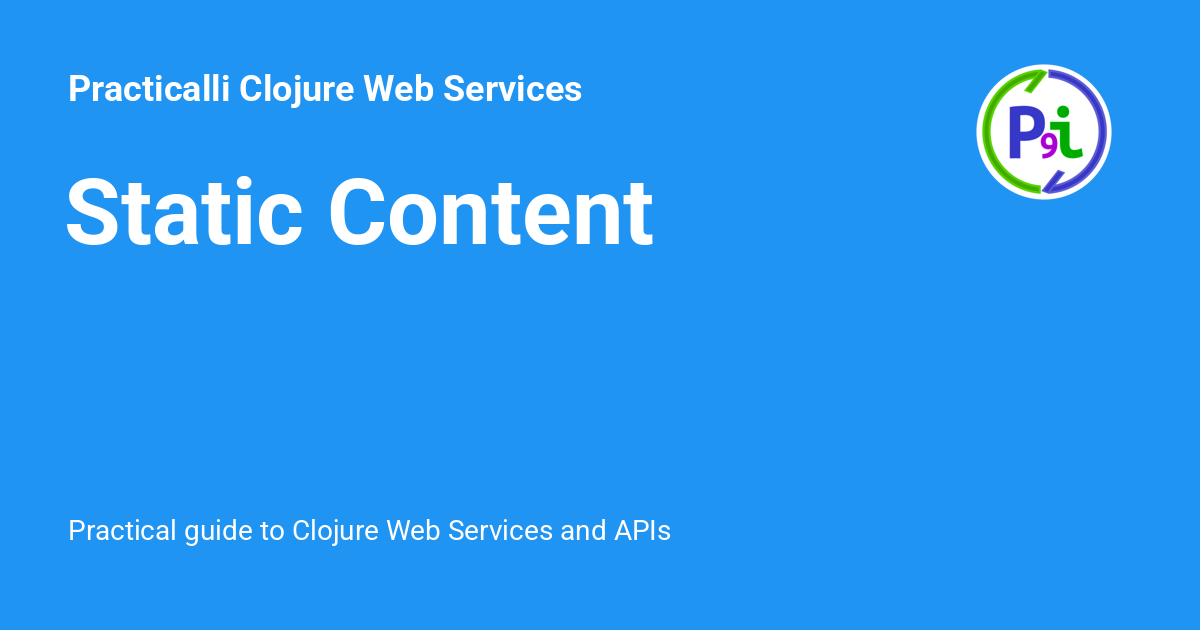 Practicalli Clojure Web Services
P9i
Static Content
Practical guide to Clojure Web Services and APIs